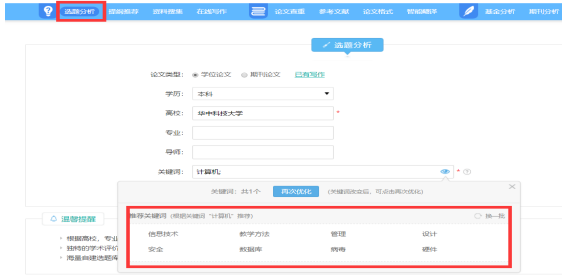 选题分析 提纲推荐 资料搜集 在线写作 论文查重 参考文献 论文格式 智能翻译 基金分析 期刊分析
选题分析
论文类型: 学位论文 期刊论文 已有写作
学历: 本科
高校: 华中科技大学 *
专业:
导师:
关键词: 计算机; *
关键词: 共1个 再次优化 (关键词改变后, 可点击再次优化)
推荐关键词 (根据关键词 "计算机" 推荐) 换一批
信息技术 教学方法 管理 设计
安全 数据库 病毒 硬件
温馨提醒
根据高校、专业
独特的学术评价
海量自建选题库